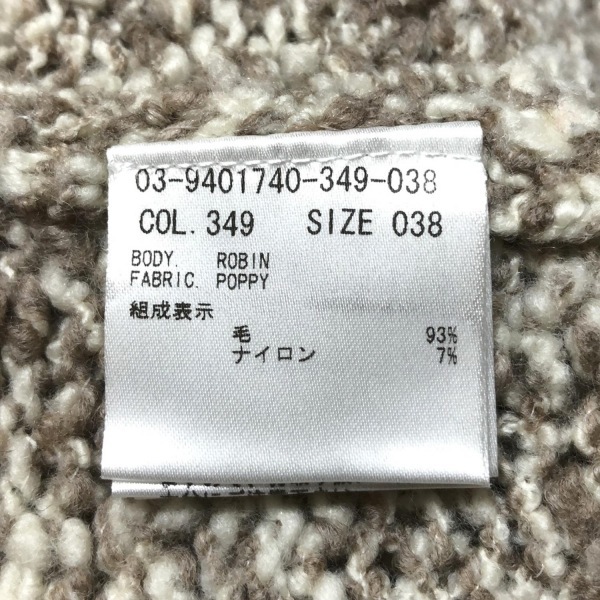 03-9401740-349-038
COL. 349 SIZE 038
BODY. ROBIN
FABRIC. POPPY
組成表示
毛 93%
ナイロン 7%